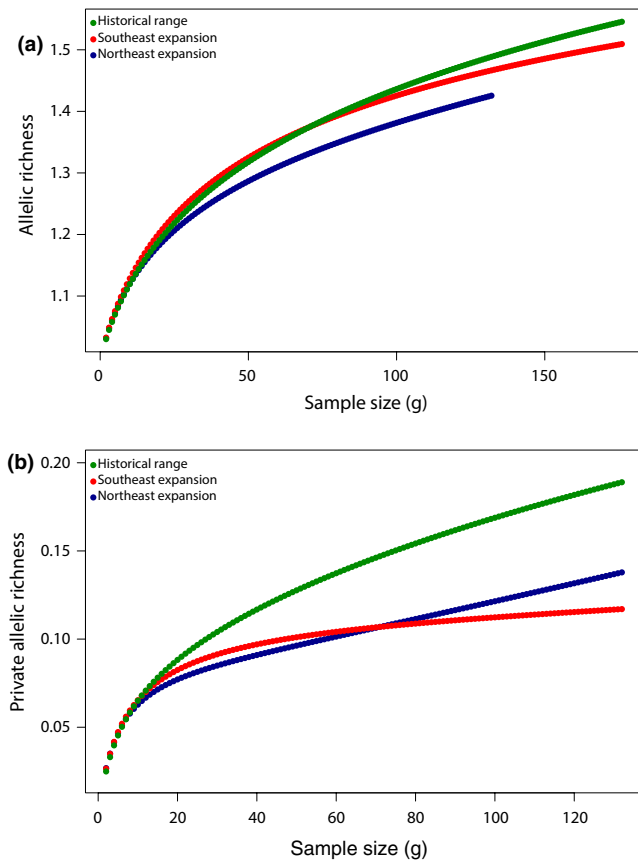 (a)
Historical range
Southeast expansion
Northeast expansion
Allelic richness
1.5
1.4
1.3
1.2
1.1
0 50 100 150
Sample size (g)
(b)
Historical range
Southeast expansion
Northeast expansion
Private allelic richness
0.20
0.15
0.10
0.05
0 20 40 60 80 100 120
Sample size (g)